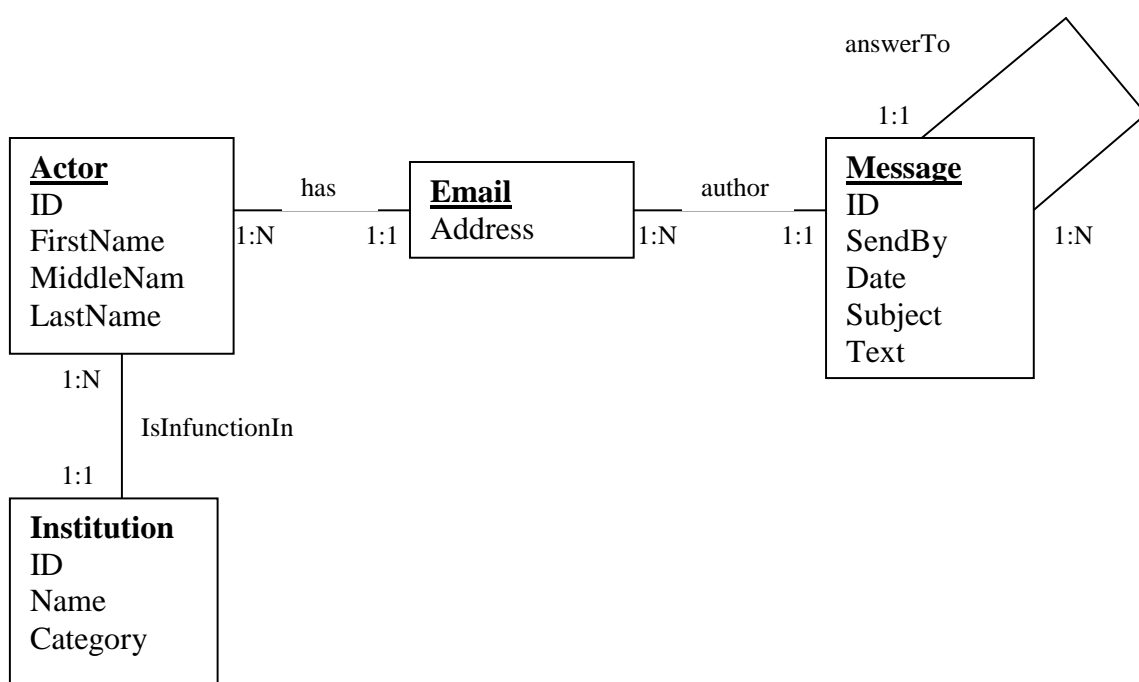 answerTo
1:1
Actor
ID
FirstName
MiddleNam
LastName
has
1:N
1:1
Email
Address
author
1:N
1:1
Message
ID
SendBy
Date
Subject
Text
1:N
1:N
IsInfunctionIn
1:1
Institution
ID
Name
Category